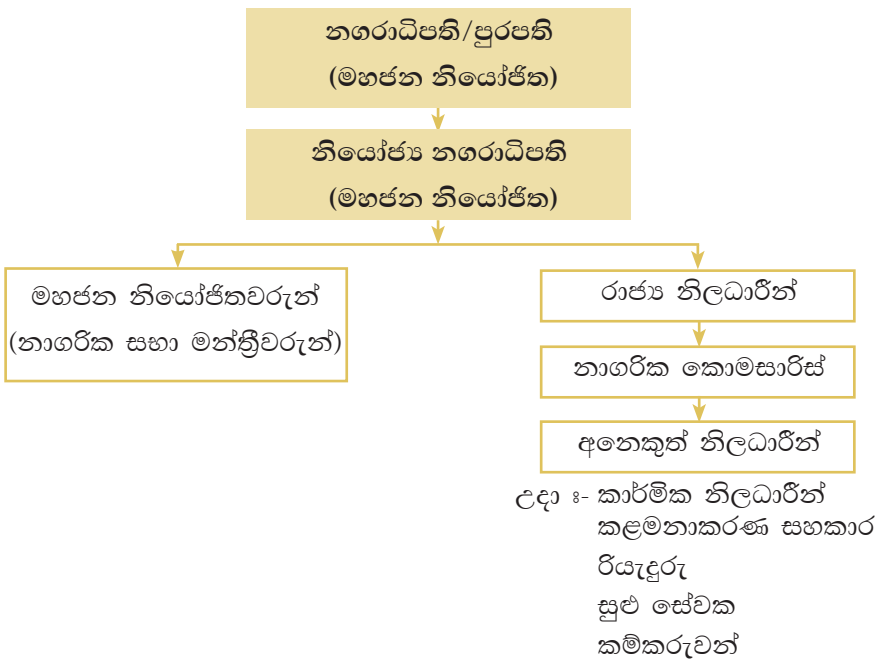 නගරාධිපති/පුරපති
(මහජන නියෝජිත)
නියෝජ්‍ය නගරාධිපති
(මහජන නියෝජිත)
මහජන නියෝජිතවරුන්
(නාගරික සභා මන්ත්‍රීවරුන්)
රාජ්‍ය නිලධාරීන්
නාගරික කොමසාරිස්
අනෙකුත් නිලධාරීන්
උදා ඃ- කාර්මික නිලධාරීන්
කළමනාකරණ සහකාර
රියැදුරු
සුළු සේවක
කම්කරුවන්